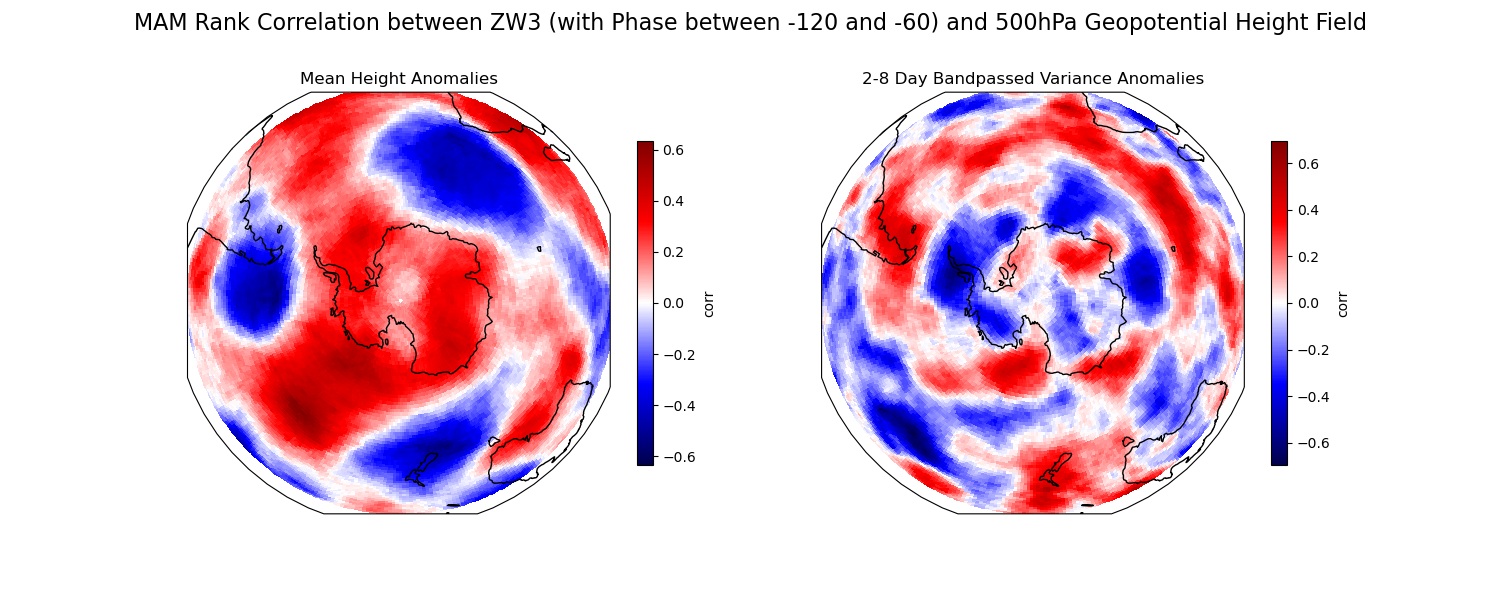 MAM Rank Correlation between ZW3 (with Phase between -120 and -60) and 500hPa Geopotential Height Field
Mean Height Anomalies
2-8 Day Bandpassed Variance Anomalies
0.6
0.4
0.2
0.0
−0.2
−0.4
−0.6
corr
0.6
0.4
0.2
0.0
−0.2
−0.4
−0.6
corr